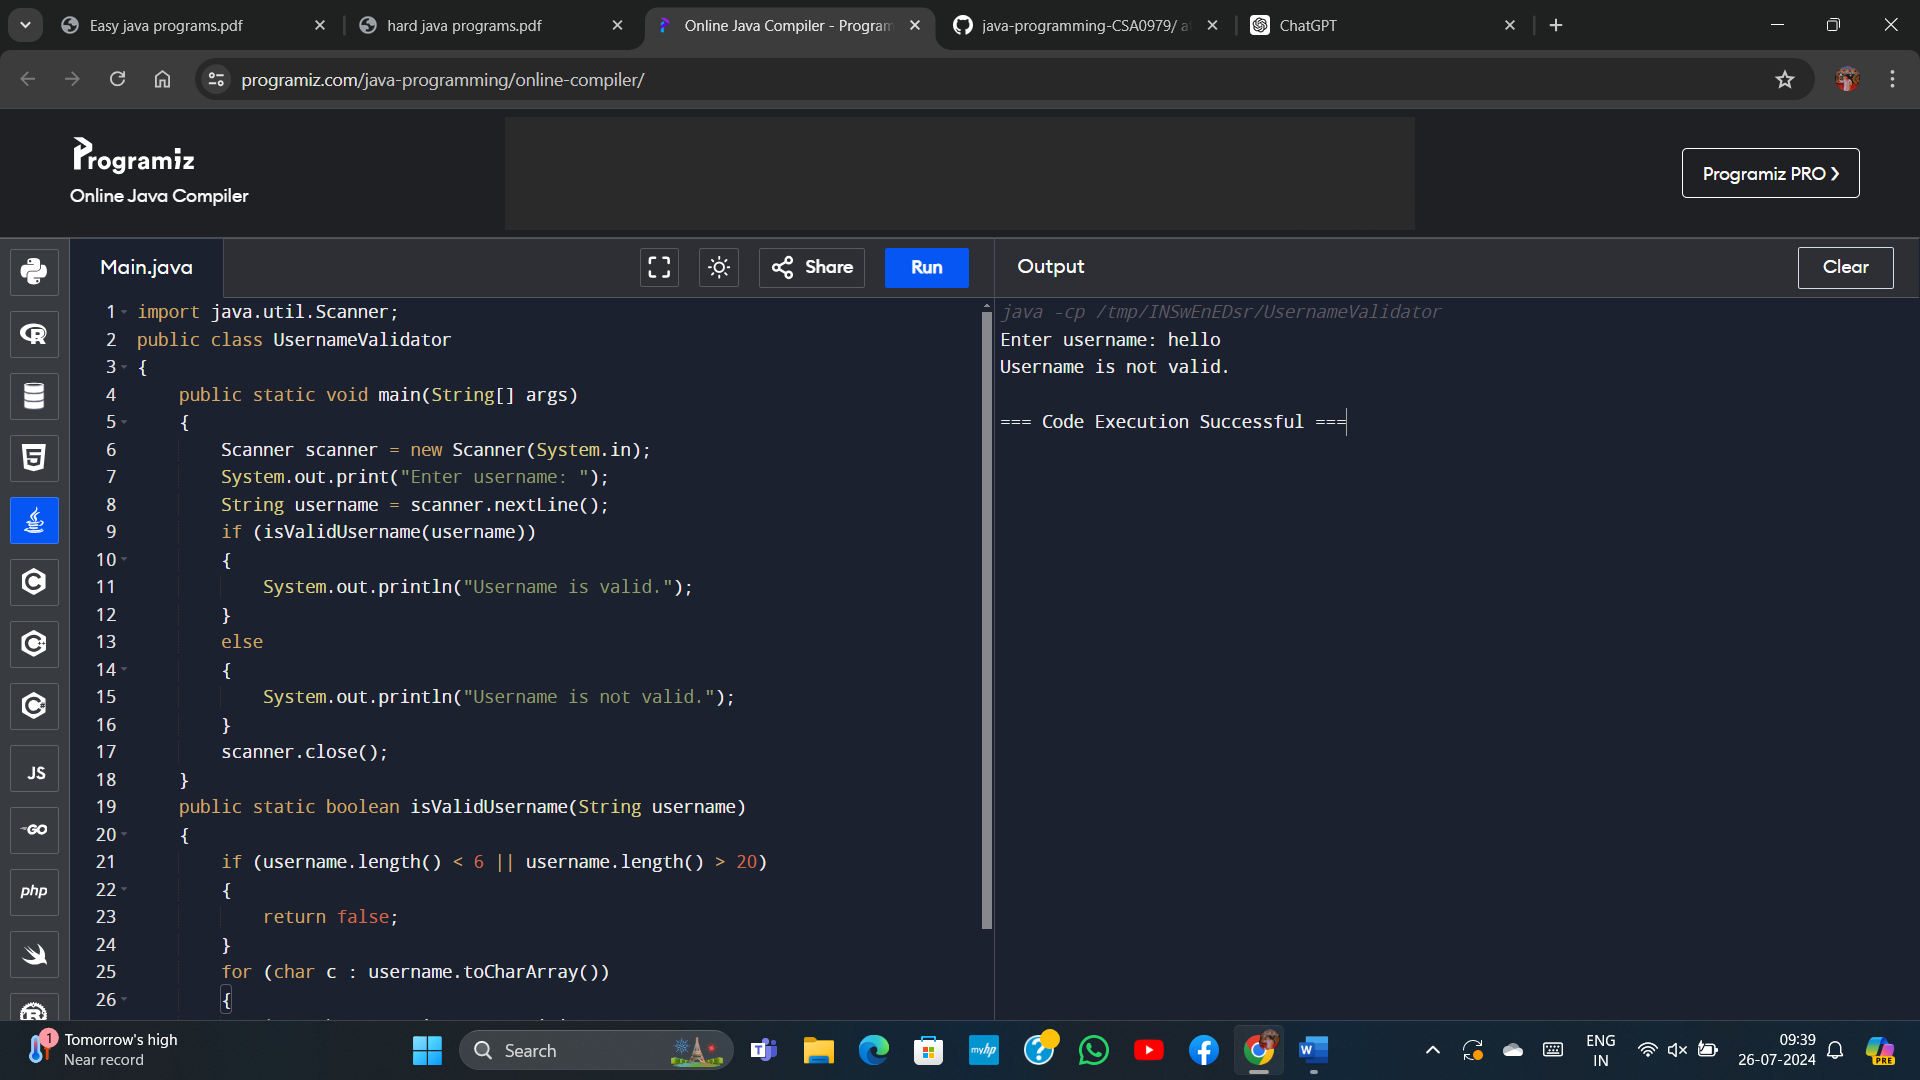 Easy java programs.pdf
hard java programs.pdf
Online Java Compiler - Program
java-programming-CSA0979/ a
ChatGPT
programiz.com/java-programming/online-compiler/
Programiz
Online Java Compiler
Programiz PRO
Main.java
Share
Run
Output
Clear
1 import java.util.Scanner;
2 public class UsernameValidator
3 {
4 public static void main(String[] args)
5 {
6 Scanner scanner = new Scanner(System.in);
7 System.out.print("Enter username: ");
8 String username = scanner.nextLine();
9 if (isValidUsername(username))
10 {
11 System.out.println("Username is valid.");
12 }
13 else
14 {
15 System.out.println("Username is not valid.");
16 }
17 scanner.close();
18 }
19 public static boolean isValidUsername(String username)
20 {
21 if (username.length() < 6 || username.length() > 20)
22 {
23 return false;
24 }
25 for (char c : username.toCharArray())
26 {
java -cp /tmp/INSwEnEDsr/UsernameValidator
Enter username: hello
Username is not valid.
=== Code Execution Successful ===
JS
GO
php
1
Tomorrow's high
Near record
Search
myhp
ENG
IN
09:39
26-07-2024
PRE